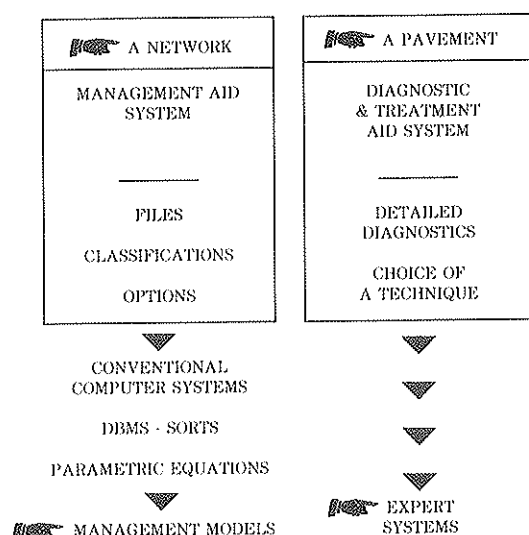 A NETWORK
MANAGEMENT AID
SYSTEM
FILES
CLASSIFICATIONS
OPTIONS
CONVENTIONAL
COMPUTER SYSTEMS
DBMS - SORTS
PARAMETRIC EQUATIONS
MANAGEMENT MODELS
A PAVEMENT
DIAGNOSTIC
& TREATMENT
AID SYSTEM
DETAILED
DIAGNOSTICS
CHOICE OF
A TECHNIQUE
EXPERT
SYSTEMS